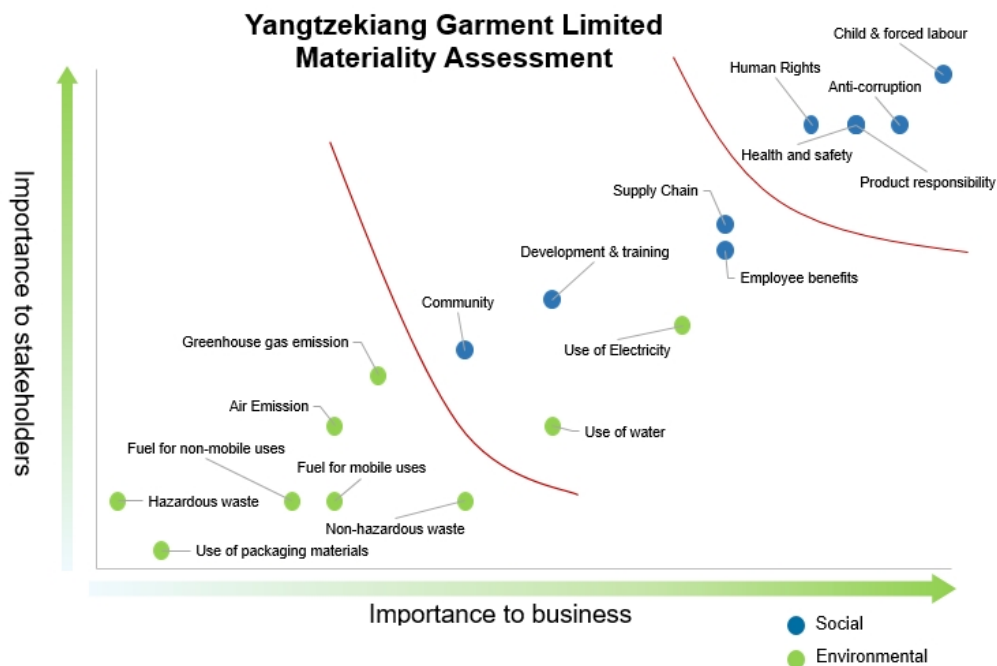 Yangtzekiang Garment Limited
Materiality Assessment
Child & forced labour
Human Rights
Anti-corruption
Health and safety
Product responsibility
Supply Chain
Development & training
Employee benefits
Community
Greenhouse gas emission
Use of Electricity
Air Emission
Use of water
Fuel for non-mobile uses
Fuel for mobile uses
Hazardous waste
Non-hazardous waste
Use of packaging materials
Importance to stakeholders
Importance to business
Social
Environmental